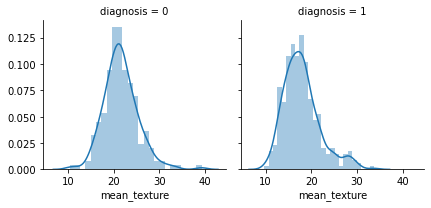 diagnosis = 0
diagnosis = 1
0.125
0.100
0.075
0.050
0.025
0.000
10 20 30 40
10 20 30 40
mean_texture
mean_texture